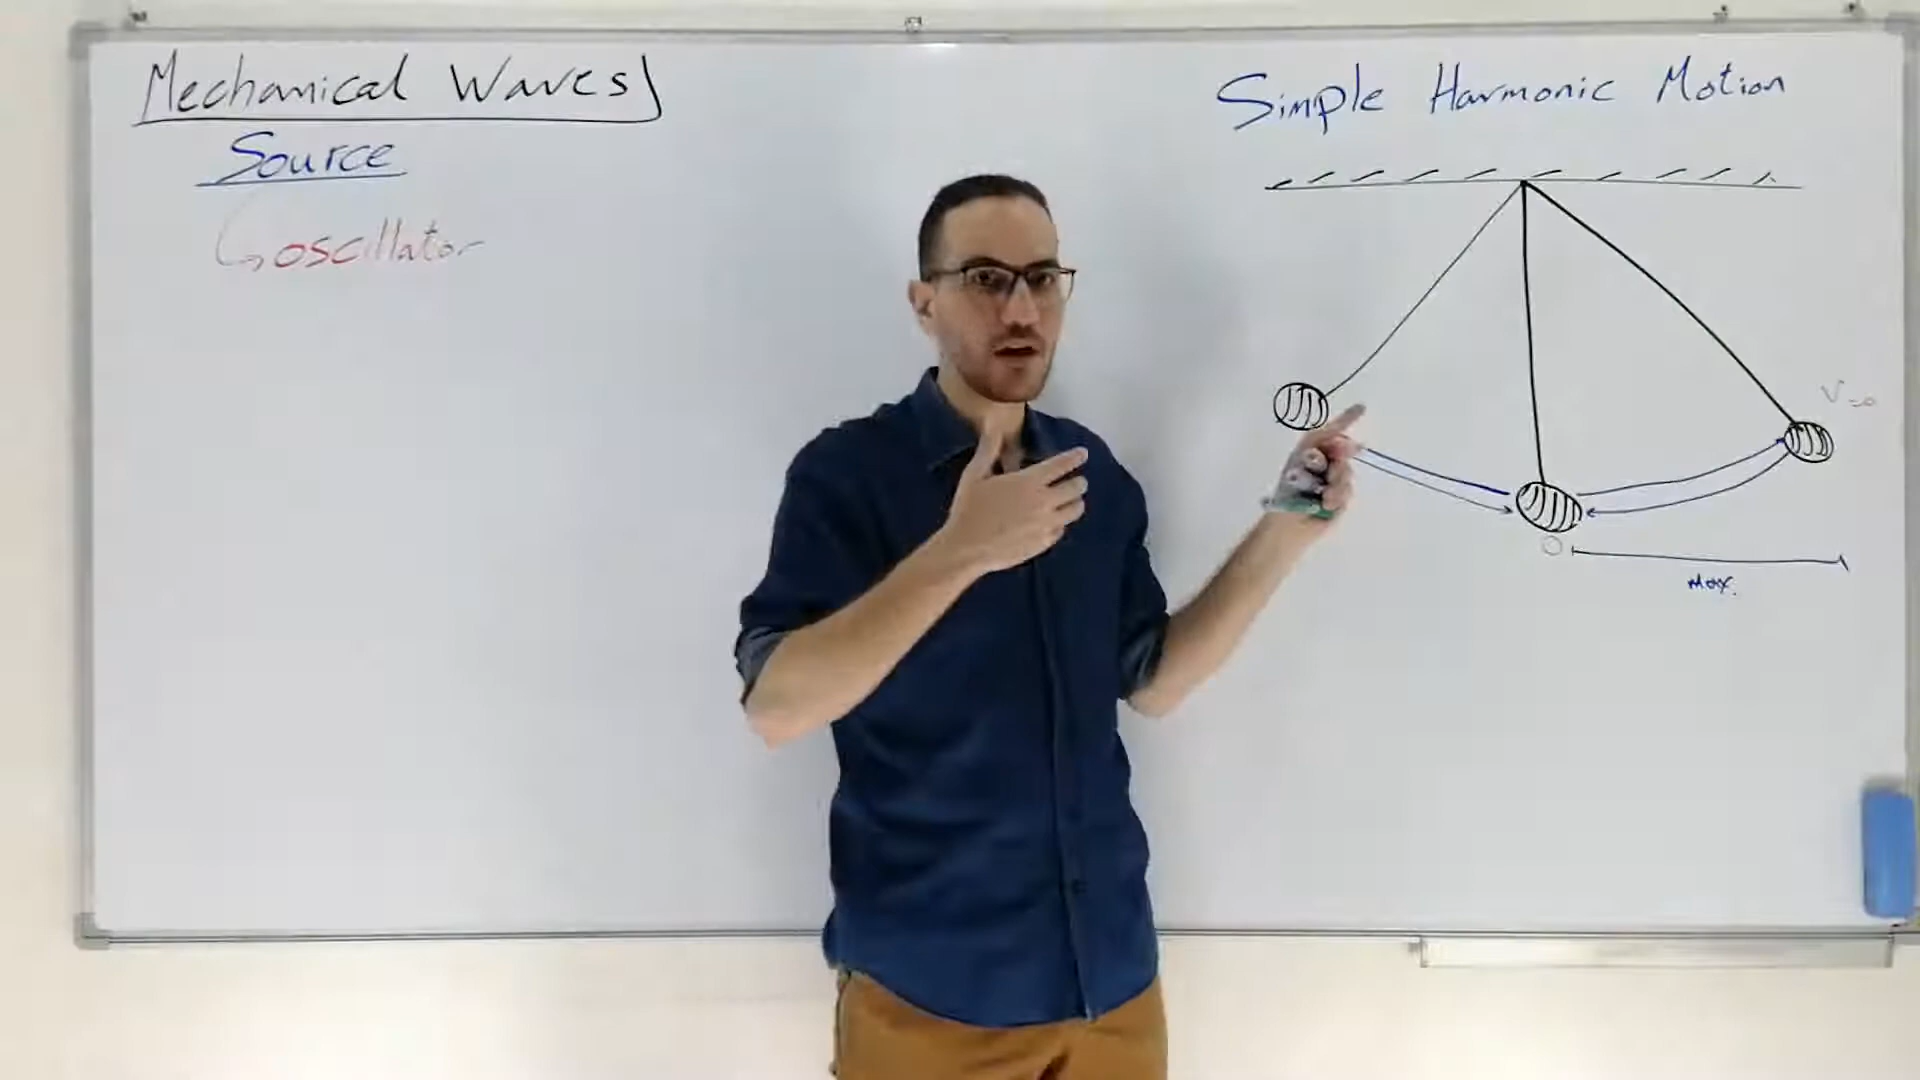 Mechanical Waves
Source
oscillator
Simple Harmonic Motion
V=0
O
max.